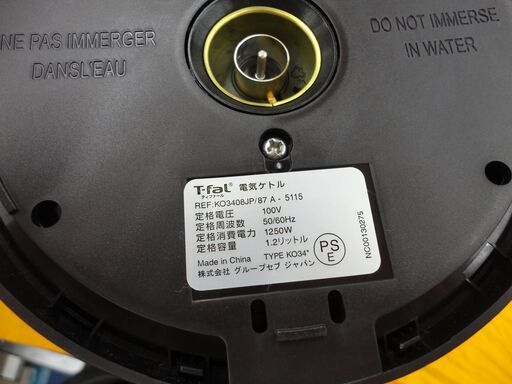 NE PAS IMMERGER
DANSL'EAU
DO NOT IMMERSE
IN WATER
T-fal 電気ケトル
ティファール
REF:KO3408JP/87 A - 5115
定格電圧 100V
定格周波数 50/60Hz
定格消費電力 1250W
定格容量 1.2リットル
Made in China TYPE KO34*
株式会社 グループセブ ジャパン
PS
E
NC00130275